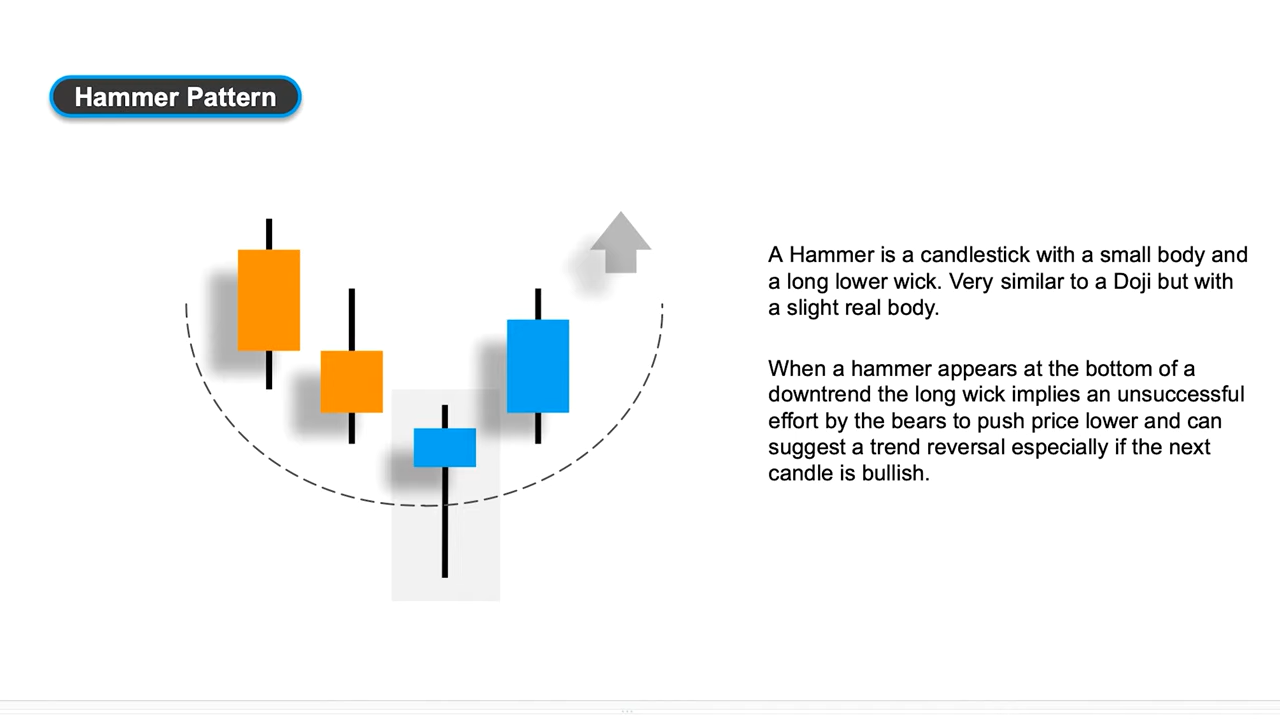 Hammer Pattern
A Hammer is a candlestick with a small body and
a long lower wick. Very similar to a Doji but with
a slight real body.
When a hammer appears at the bottom of a
downtrend the long wick implies an unsuccessful
effort by the bears to push price lower and can
suggest a trend reversal especially if the next
candle is bullish.